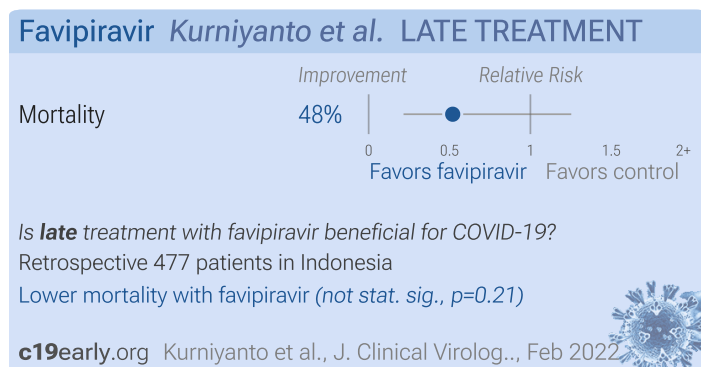 Favipiravir Kurniyanto et al. LATE TREATMENT
Improvement Relative Risk
Mortality 48%
0 0.5 1 1.5 2+
Favors favipiravir Favors control
Is late treatment with favipiravir beneficial for COVID-19?
Retrospective 477 patients in Indonesia
Lower mortality with favipiravir (not stat. sig., p=0.21)
c19early.org Kurniyanto et al., J. Clinical Virolog.., Feb 2022